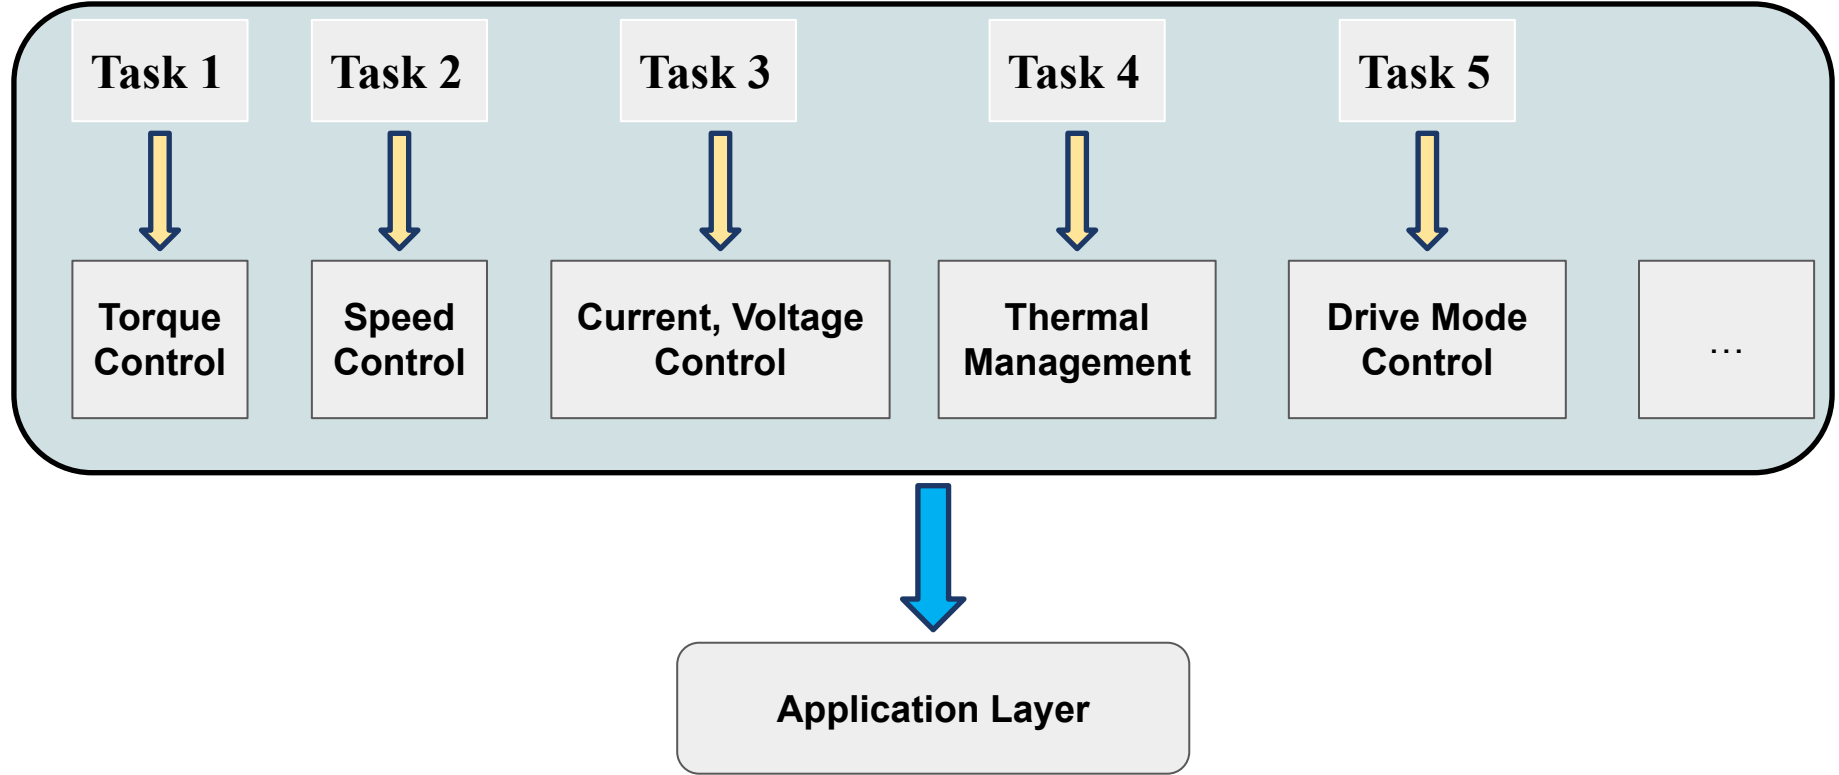 Task 1
Task 2
Task 3
Task 4
Task 5
Torque
Control
Speed
Control
Current, Voltage
Control
Thermal
Management
Drive Mode
Control
...
Application Layer